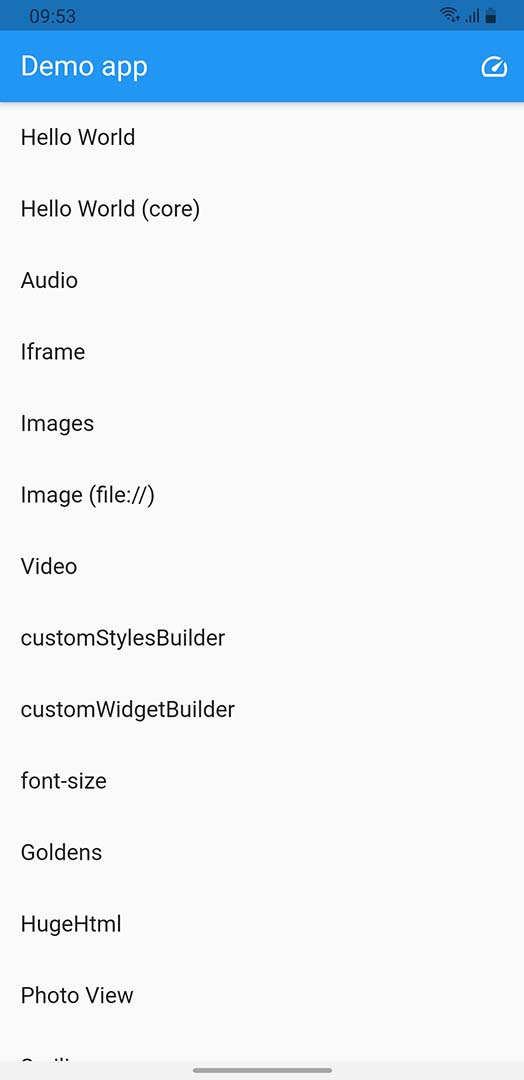 09:53
Demo app
Hello World
Hello World (core)
Audio
Iframe
Images
Image (file://)
Video
customStylesBuilder
customWidgetBuilder
font-size
Goldens
HugeHtml
Photo View